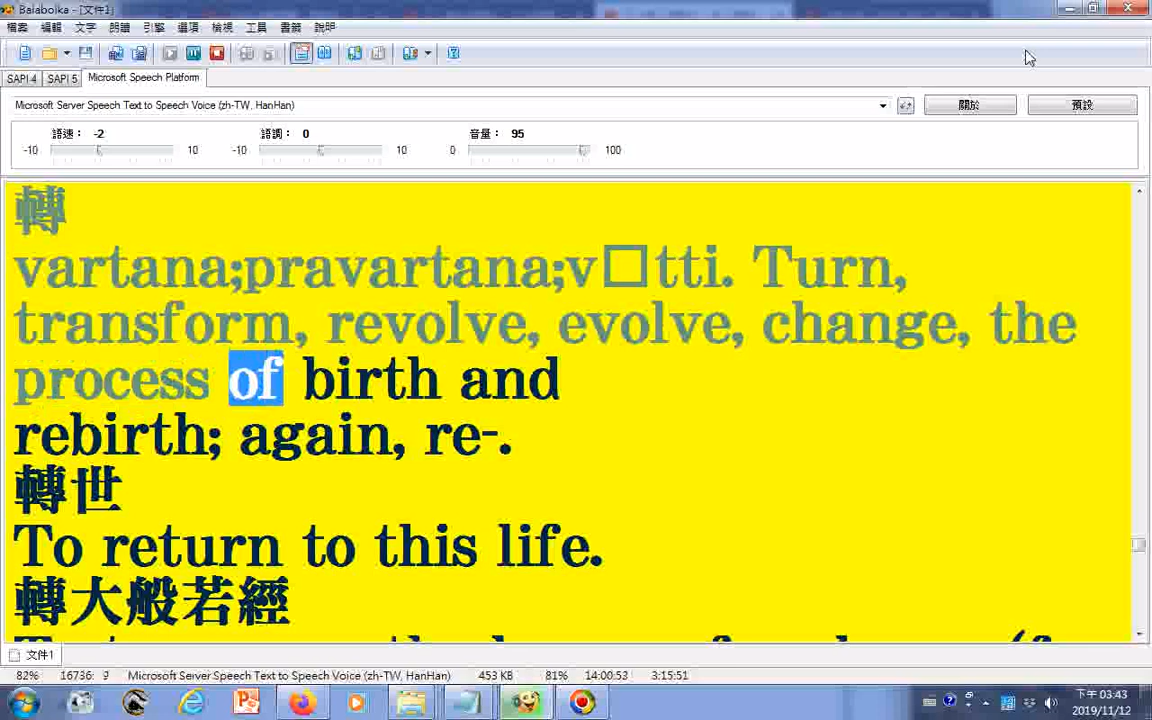 Balabolka - [文件1]
檔案 編輯 文字 朗讀 引擎 選項 檢視 工具 書籤 說明
SAPI 4 SAPI 5 Microsoft Speech Platform
Microsoft Server Speech Text to Speech Voice (zh-TW, HanHan) 關於 預設
語速： -2 語調： 0 音量： 95
-10 10 -10 10 0 100
轉
vartana;pravartana;v□tti. Turn,
transform, revolve, evolve, change, the
process of birth and
rebirth; again, re-.
轉世
To return to this life.
轉大般若經
文件1
82% 16736: 9 Microsoft Server Speech Text to Speech Voice (zh-TW, HanHan) 453 KB 81% 14:00:53 3:15:51
下午 03:43
2019/11/12